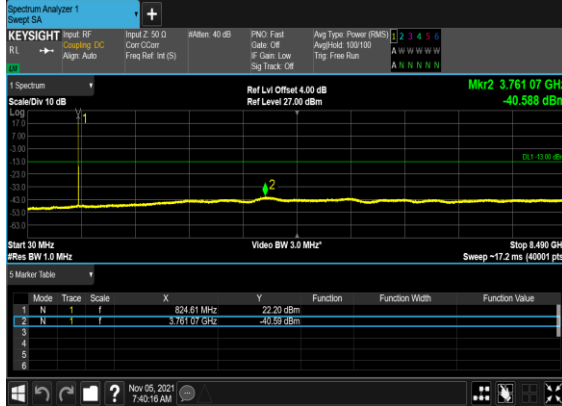 Spectrum Analyzer 1
Swept SA
+
KEYSIGHT Input: RF Input Z: 50 Ω #Atten: 40 dB PNO: Fast Avg Type: Power (RMS) 1 2 3 4 5 6
RL Coupling: DC Corr CCorr Gate: Off Avg|Hold: 100/100 A W W W W W
Align: Auto Freq Ref: Int (S) IF Gain: Low Trig: Free Run
Sig Track: Off A N N N N N
LXI
1 Spectrum Ref Lvl Offset 4.00 dB Mkr2 3.761 07 GHz
Scale/Div 10 dB Ref Level 27.00 dBm -40.588 dBm
Log
17.0
7.00
-3.00
-13.0
-23.0
-33.0
-43.0
-53.0
-63.0
1
DL1 -13.00 dBm
2
Start 30 MHz Video BW 3.0 MHz* Stop 8.490 GHz
#Res BW 1.0 MHz Sweep ~17.2 ms (40001 pts)
5 Marker Table
Mode Trace Scale X Y Function Function Width Function Value
1 N 1 f 824.61 MHz 22.20 dBm
2 N 1 f 3.761 07 GHz -40.59 dBm
3
4
5
6
? Nov 05, 2021
7:40:16 AM